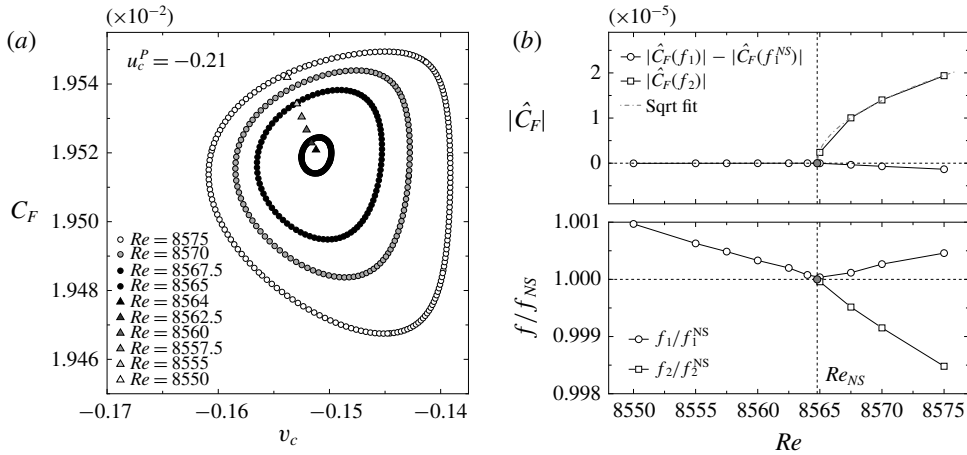 (a)
(×10⁻²)
u_c^P = −0.21
1.954
1.952
1.950
1.948
1.946
C_F
Re = 8575
Re = 8570
Re = 8567.5
Re = 8565
Re = 8564
Re = 8562.5
Re = 8560
Re = 8557.5
Re = 8555
Re = 8550
−0.17
−0.16
−0.15
−0.14
v_c
(b)
(×10⁻⁵)
|Ĉ_F(f₁)| − |Ĉ_F(f₁^NS)|
|Ĉ_F(f₂)|
Sqrt fit
2
1
0
|Ĉ_F|
1.001
1.000
0.999
0.998
f/f_NS
f₁/f₁^NS
f₂/f₂^NS
Re_NS
8550
8555
8560
8565
8570
8575
Re